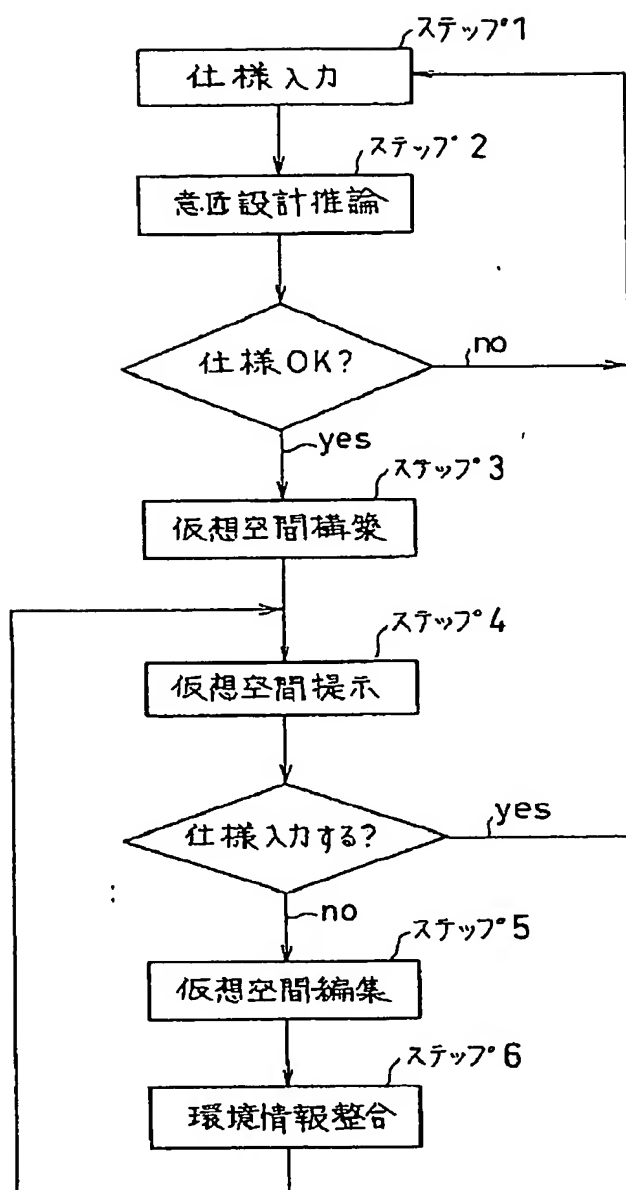 ステップ1
仕様入力
ステップ2
意匠設計推論
仕様OK?
no
yes
ステップ3
仮想空間構築
ステップ4
仮想空間提示
仕様入力する?
yes
no
ステップ5
仮想空間編集
ステップ6
環境情報整合